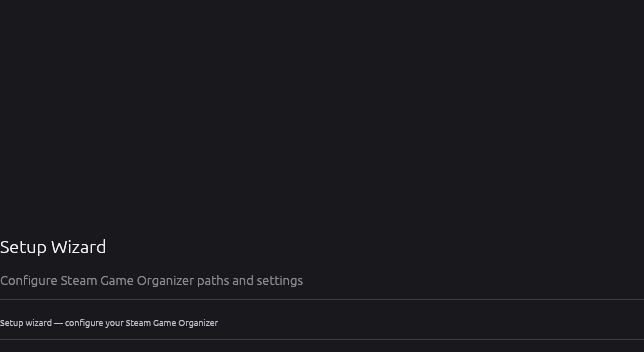 Setup Wizard
Configure Steam Game Organizer paths and settings
Setup wizard — configure your Steam Game Organizer